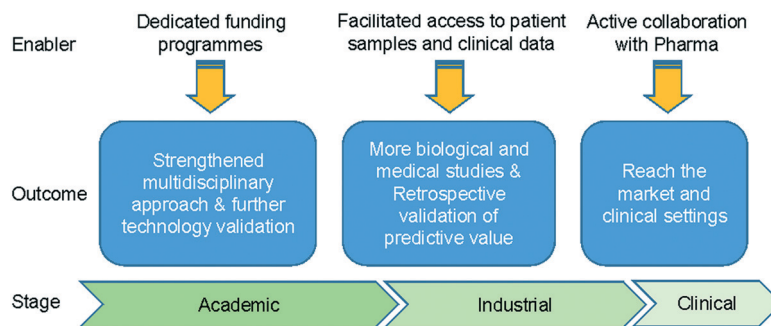 Enabler
Dedicated funding
programmes
Facilitated access to patient
samples and clinical data
Active collaboration
with Pharma
Outcome
Strengthened
multidisciplinary
approach & further
technology validation
More biological and
medical studies &
Retrospective
validation of
predictive value
Reach the
market and
clinical settings
Stage
Academic
Industrial
Clinical